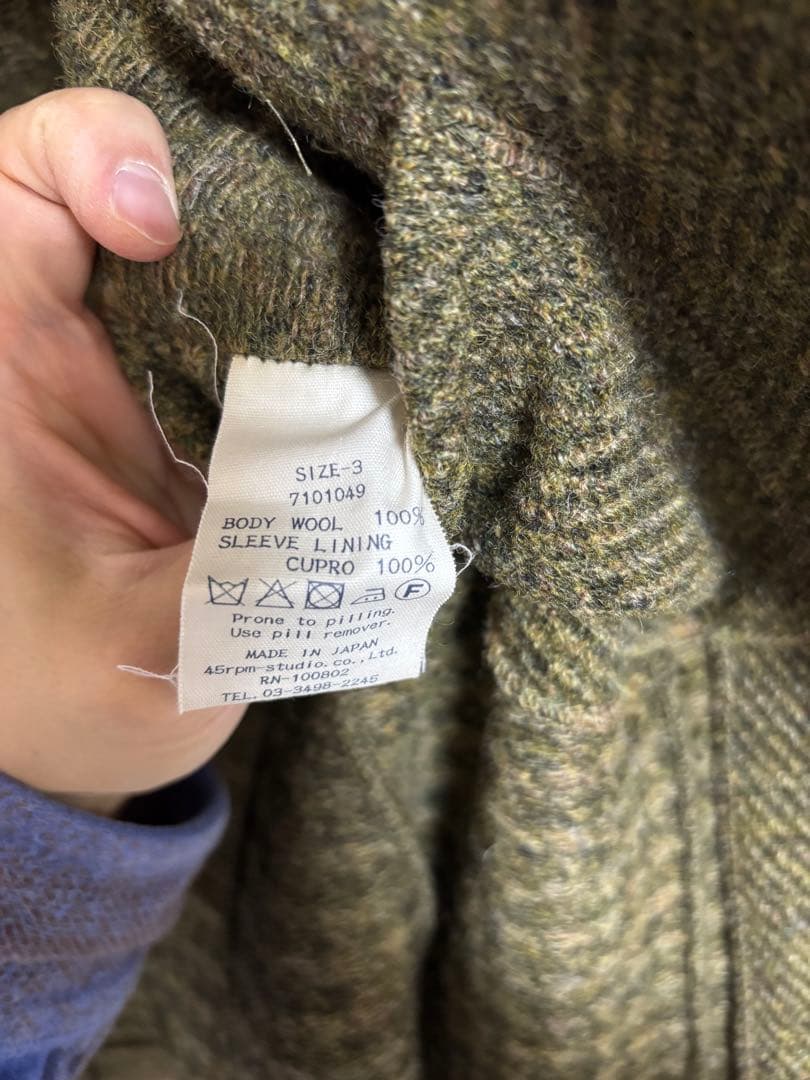 SIZE-3
7101049
BODY WOOL 100%
SLEEVE LINING
CUPRO 100%
F
Prone to pilling.
Use pill remover.
MADE IN JAPAN
45rpm-studio.co.,Ltd.
RN-100802
TEL.03-3498-2245